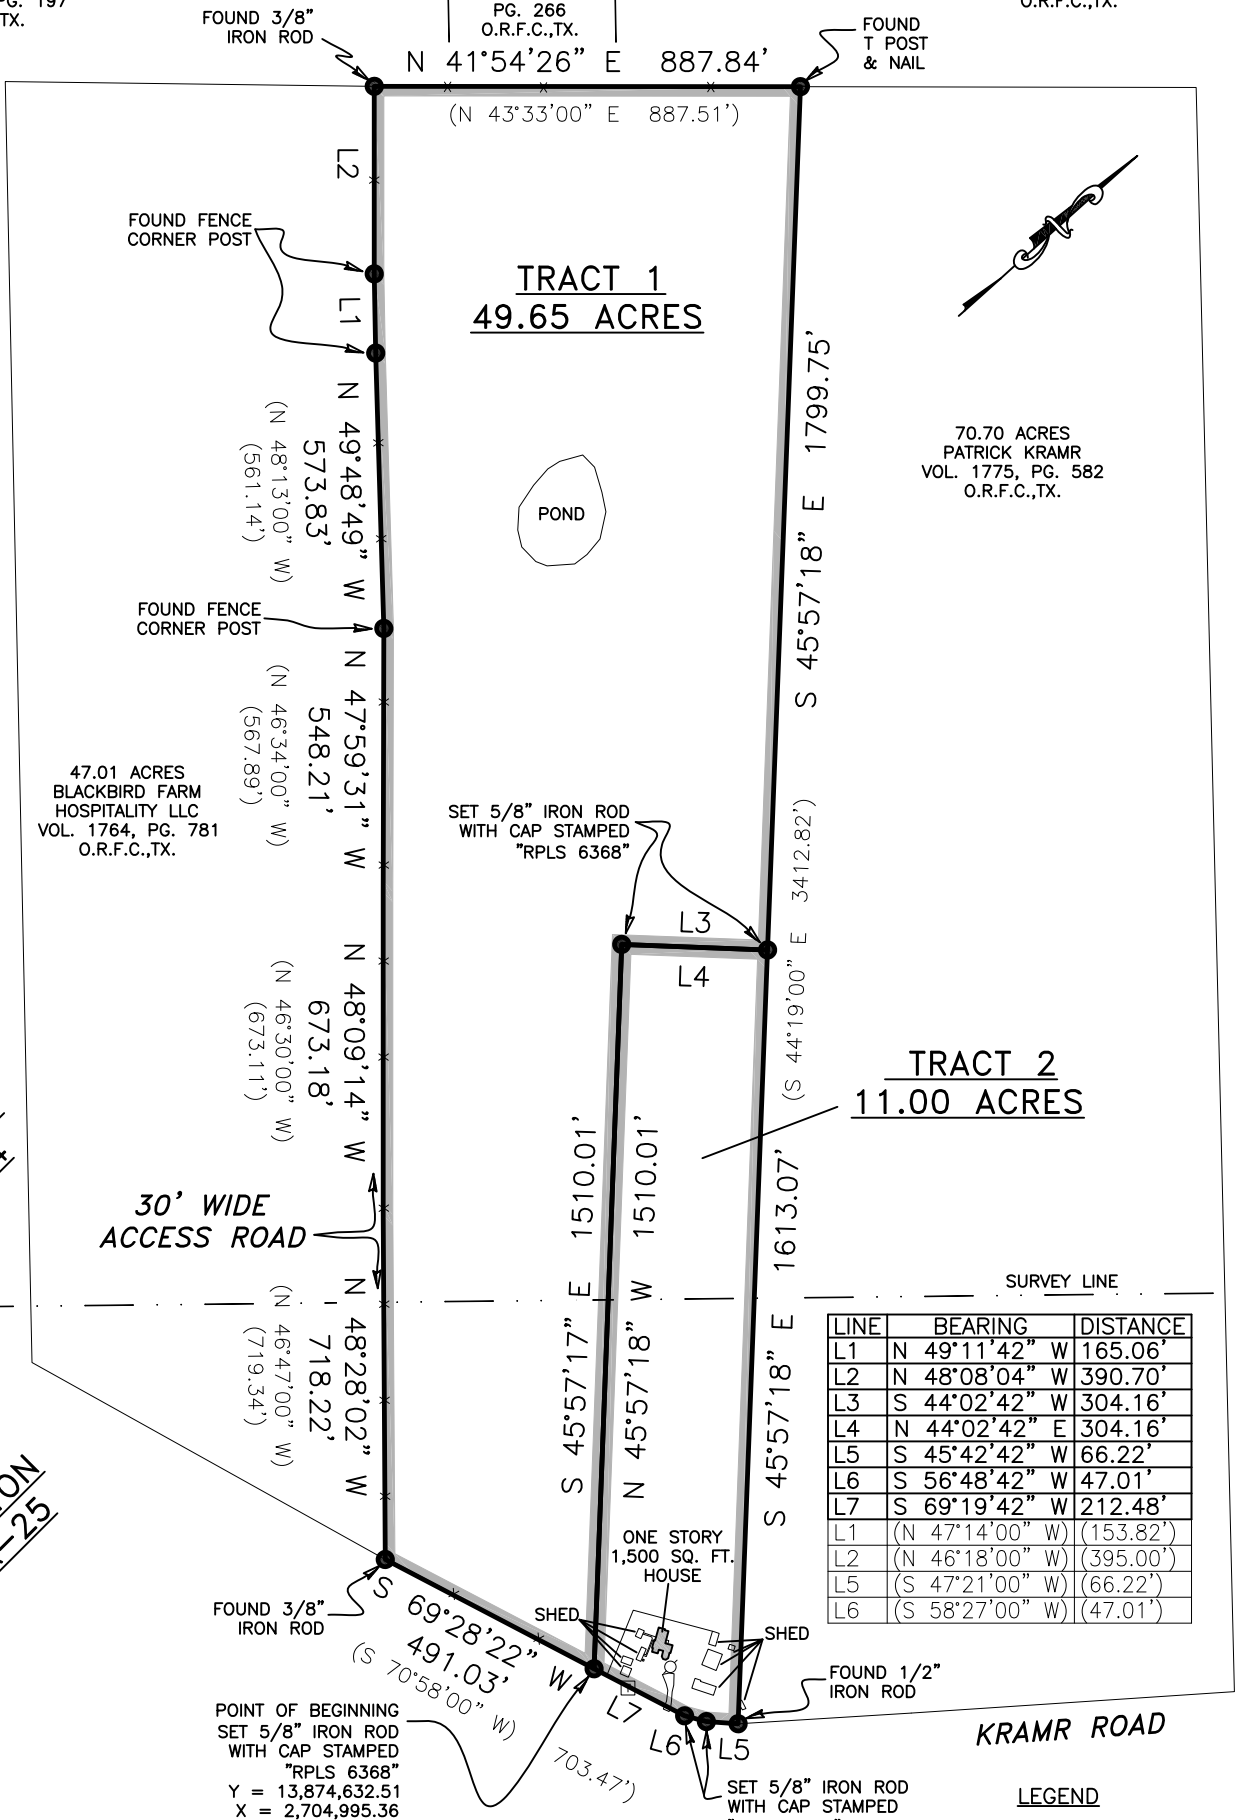 PG. 197
TX.
FOUND 3/8"
IRON ROD
PG. 266
O.R.F.C.,TX.
O.R.F.C.,TX.
FOUND
T POST
& NAIL
N 41°54'26" E 887.84'
(N 43°33'00" E 887.51')
L2
FOUND FENCE
CORNER POST
L1
TRACT 1
49.65 ACRES
S 45°57'18" E 1799.75'
70.70 ACRES
PATRICK KRAMR
VOL. 1775, PG. 582
O.R.F.C.,TX.
N 49°48'49" W
573.83'
(N 48°13'00" W)
(561.14')
POND
FOUND FENCE
CORNER POST
N 47°59'31" W
548.21'
(N 46°34'00" W)
(567.89')
47.01 ACRES
BLACKBIRD FARM
HOSPITALITY LLC
VOL. 1764, PG. 781
O.R.F.C.,TX.
SET 5/8" IRON ROD
WITH CAP STAMPED
"RPLS 6368"
(S 44°19'00" E 3412.82')
L3
L4
N 48°09'14" W
673.18'
(N 46°30'00" W)
(673.11')
TRACT 2
11.00 ACRES
S 45°57'17" E 1510.01'
N 45°57'18" W 1510.01'
S 45°57'18" E 1613.07'
30' WIDE
ACCESS ROAD
SURVEY LINE
N 48°28'02" W
718.22'
(N 46°47'00" W)
(719.34')
LINE BEARING DISTANCE
L1 N 49°11'42" W 165.06'
L2 N 48°08'04" W 390.70'
L3 S 44°02'42" W 304.16'
L4 N 44°02'42" E 304.16'
L5 S 45°42'42" W 66.22'
L6 S 56°48'42" W 47.01'
L7 S 69°19'42" W 212.48'
L1 (N 47°14'00" W) (153.82')
L2 (N 46°18'00" W) (395.00')
L5 (S 47°21'00" W) (66.22')
L6 (S 58°27'00" W) (47.01')
ON
-25
ONE STORY
1,500 SQ. FT.
HOUSE
SHED
SHED
FOUND 3/8"
IRON ROD
S 69°28'22" W
491.03'
(S 70°58'00" W)
703.47')
L7
L6
L5
FOUND 1/2"
IRON ROD
KRAMR ROAD
POINT OF BEGINNING
SET 5/8" IRON ROD
WITH CAP STAMPED
"RPLS 6368"
Y = 13,874,632.51
X = 2,704,995.36
SET 5/8" IRON ROD
WITH CAP STAMPED
LEGEND